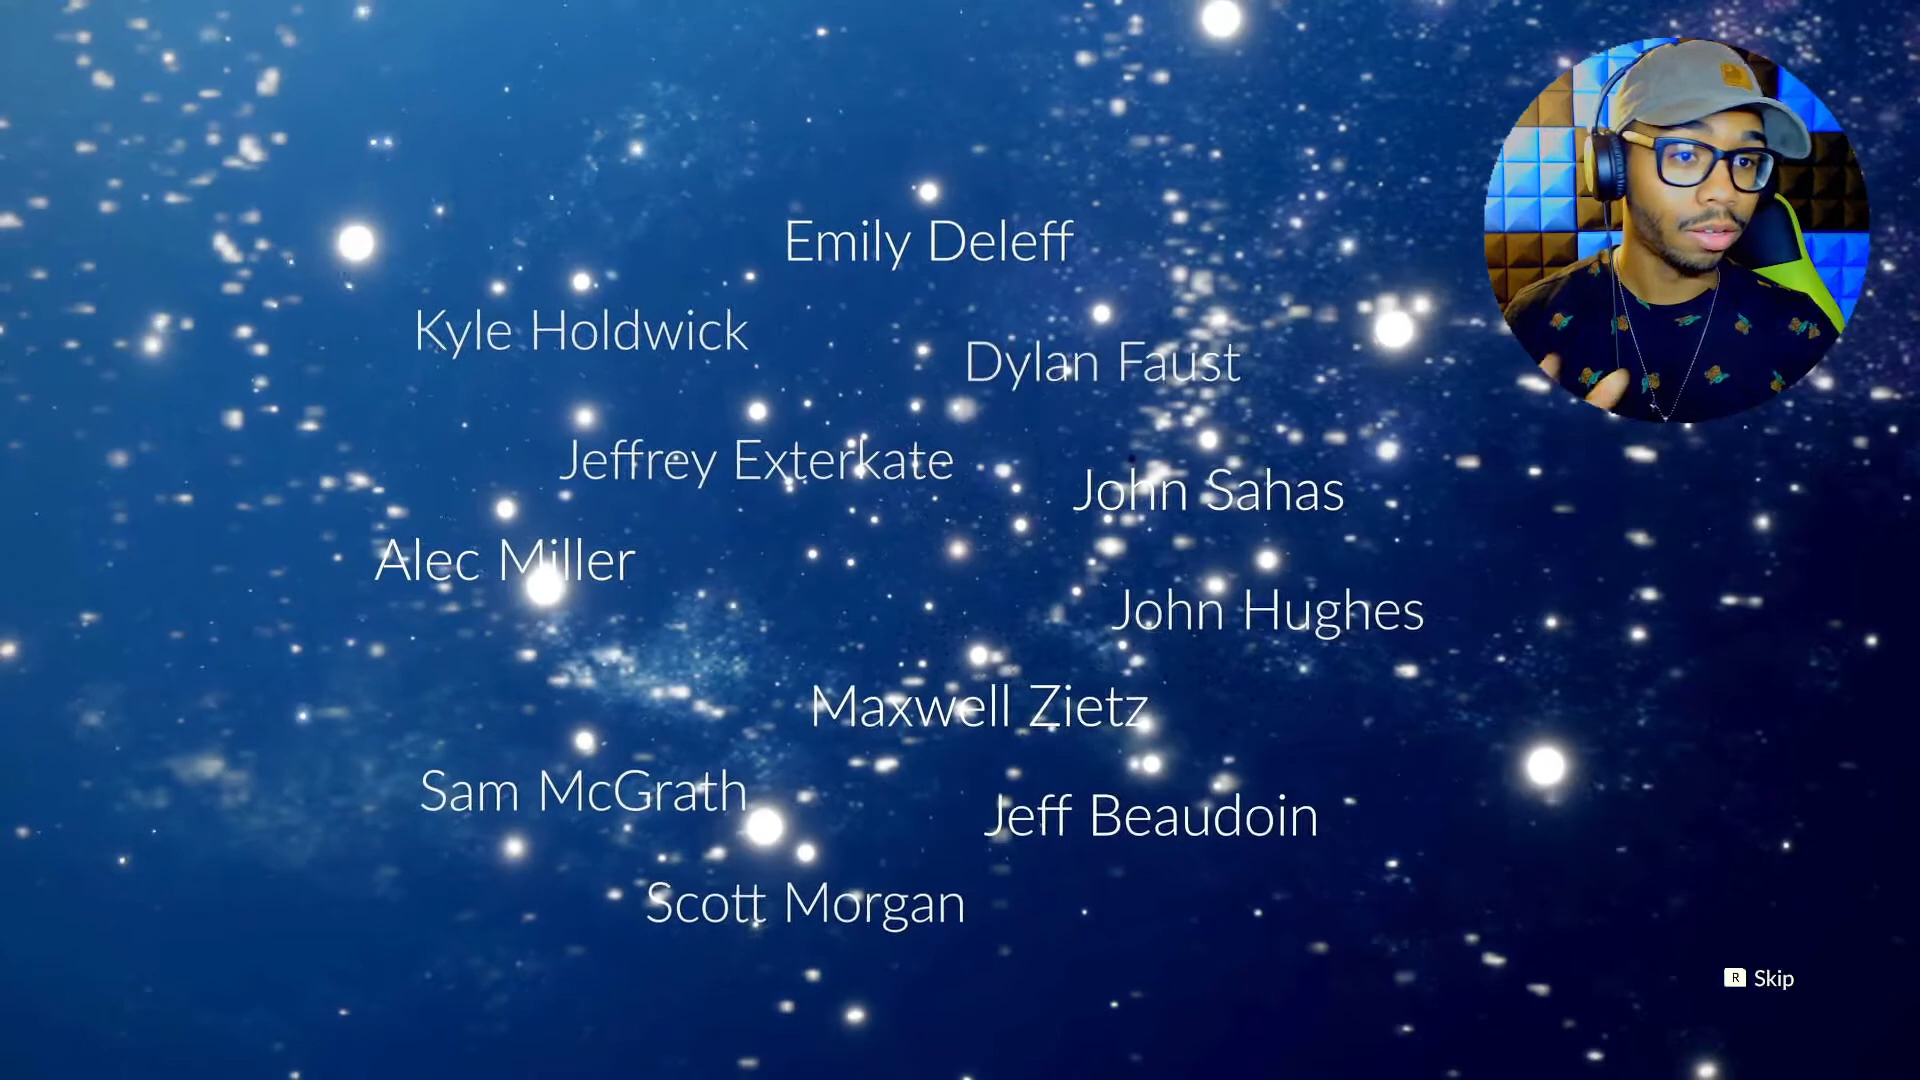 Emily Deleff
Kyle Holdwick
Dylan Faust
Jeffrey Exterkate
John Sahas
Alec Miller
John Hughes
Maxwell Zietz
Sam McGrath
Jeff Beaudoin
Scott Morgan
R Skip